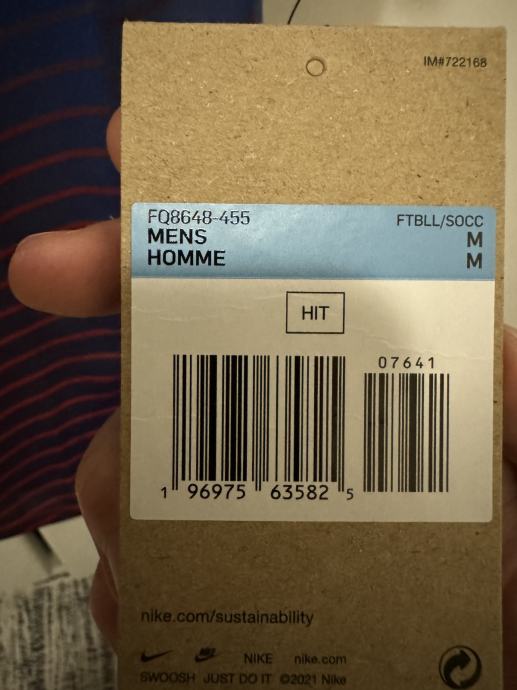 IM#722168
FQ8648-455 FTBLL/SOCC
MENS M
HOMME M
HIT
07641
1 96975 63582 5
nike.com/sustainability
NIKE nike.com
SWOOSH JUST DO IT ©2021 Nike